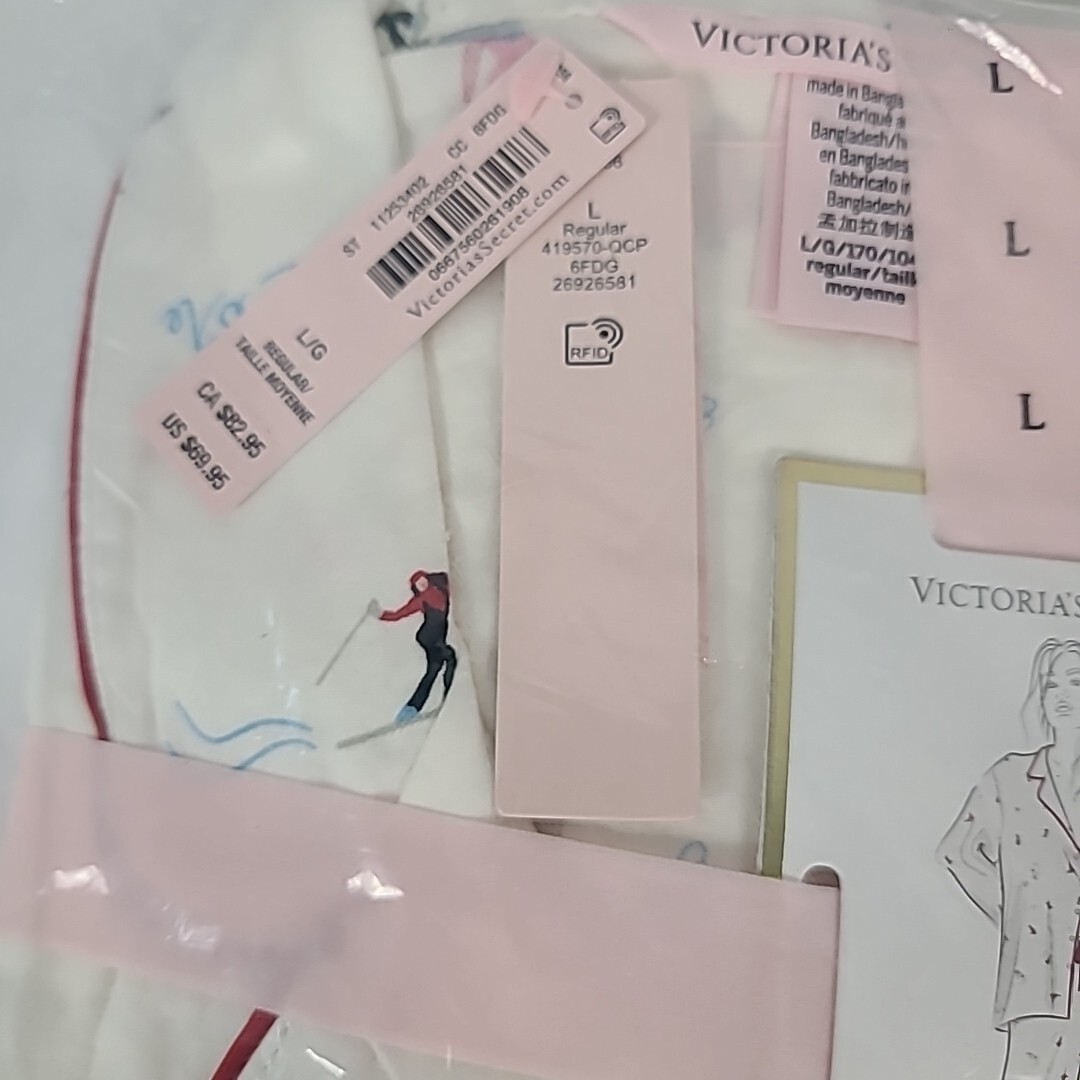 VICTORIA'S
made in Bangla
fabriqué a
Bangladesh/h
en Banglades
fabbricato in
Bangladesh/
孟加拉制造
L/G/170/104
regular/taill
moyenne
L
L
L
ST 11253402 CC 6FDG
26926581
0667560261908
VictoriasSecret.com
L/G
REGULAR/
TAILLE MOYENNE
CA $82.95
US $69.95
L
Regular
419570-QCP
6FDG
26926581
RFID
VICTORIA'S